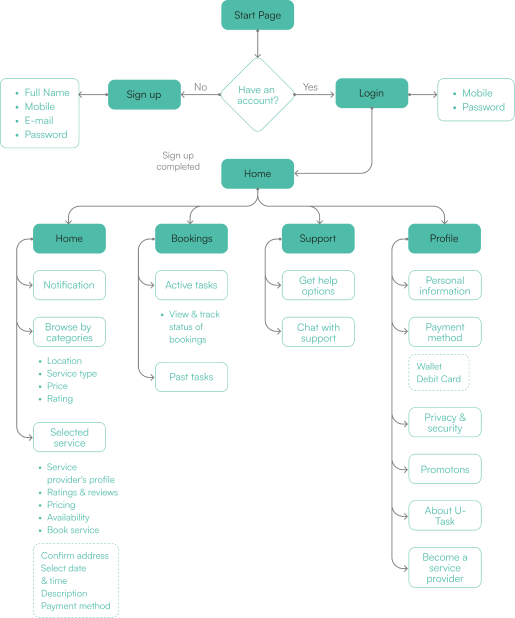 Start Page
Have an
account?
No
Yes
Sign up
Login
• Full Name
• Mobile
• E-mail
• Password
• Mobile
• Password
Sign up
completed
Home
Home
Bookings
Support
Profile
Notification
Browse by
categories
• Location
• Service type
• Price
• Rating
Selected
service
• Service
provider's profile
• Ratings & reviews
• Pricing
• Availability
• Book service
Confirm address
Select date
& time
Description
Payment method
Active tasks
• View & track
status of
bookings
Past tasks
Get help
options
Chat with
support
Personal
information
Payment
method
Wallet
Debit Card
Privacy &
security
Promotons
About U-
Task
Become a
service
provider